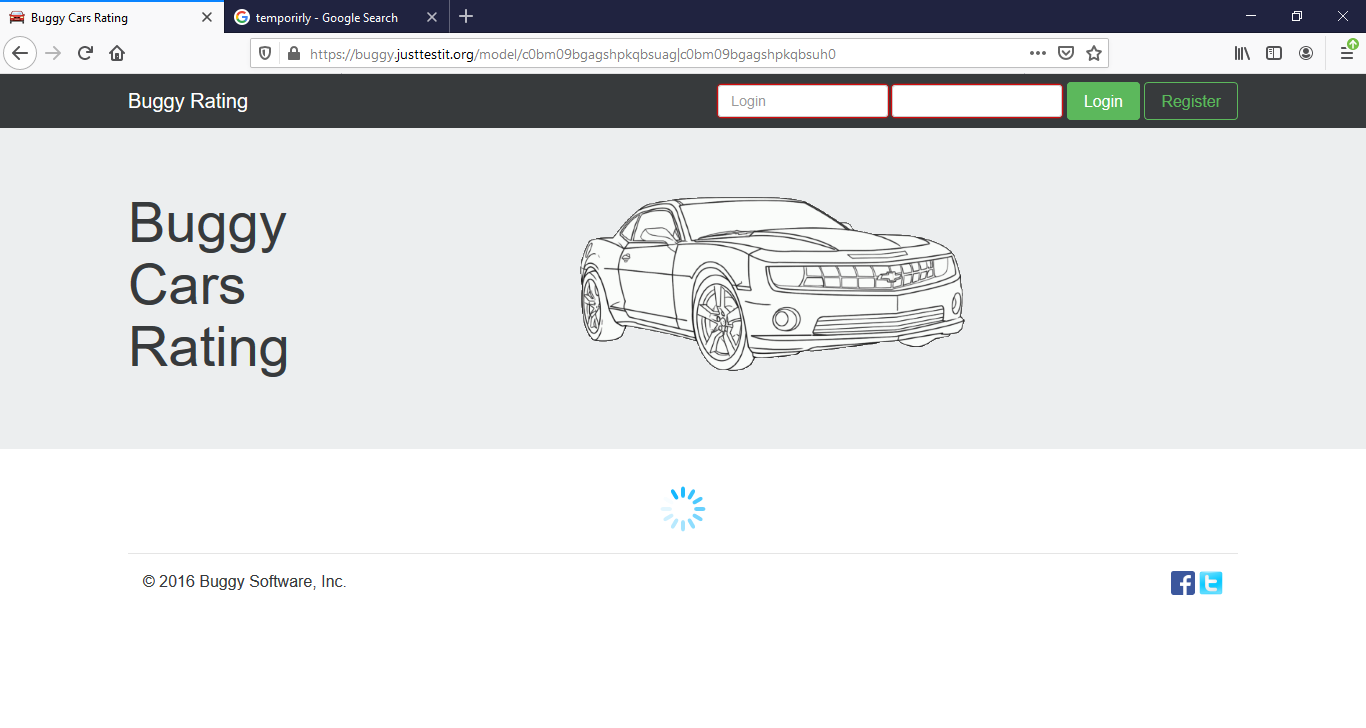 Buggy Cars Rating
temporirly - Google Search
https://buggy.justtestit.org/model/c0bm09bgagshpkqbsuag|c0bm09bgagshpkqbsuh0
Buggy Rating
Login
Login
Register
Buggy
Cars
Rating
© 2016 Buggy Software, Inc.